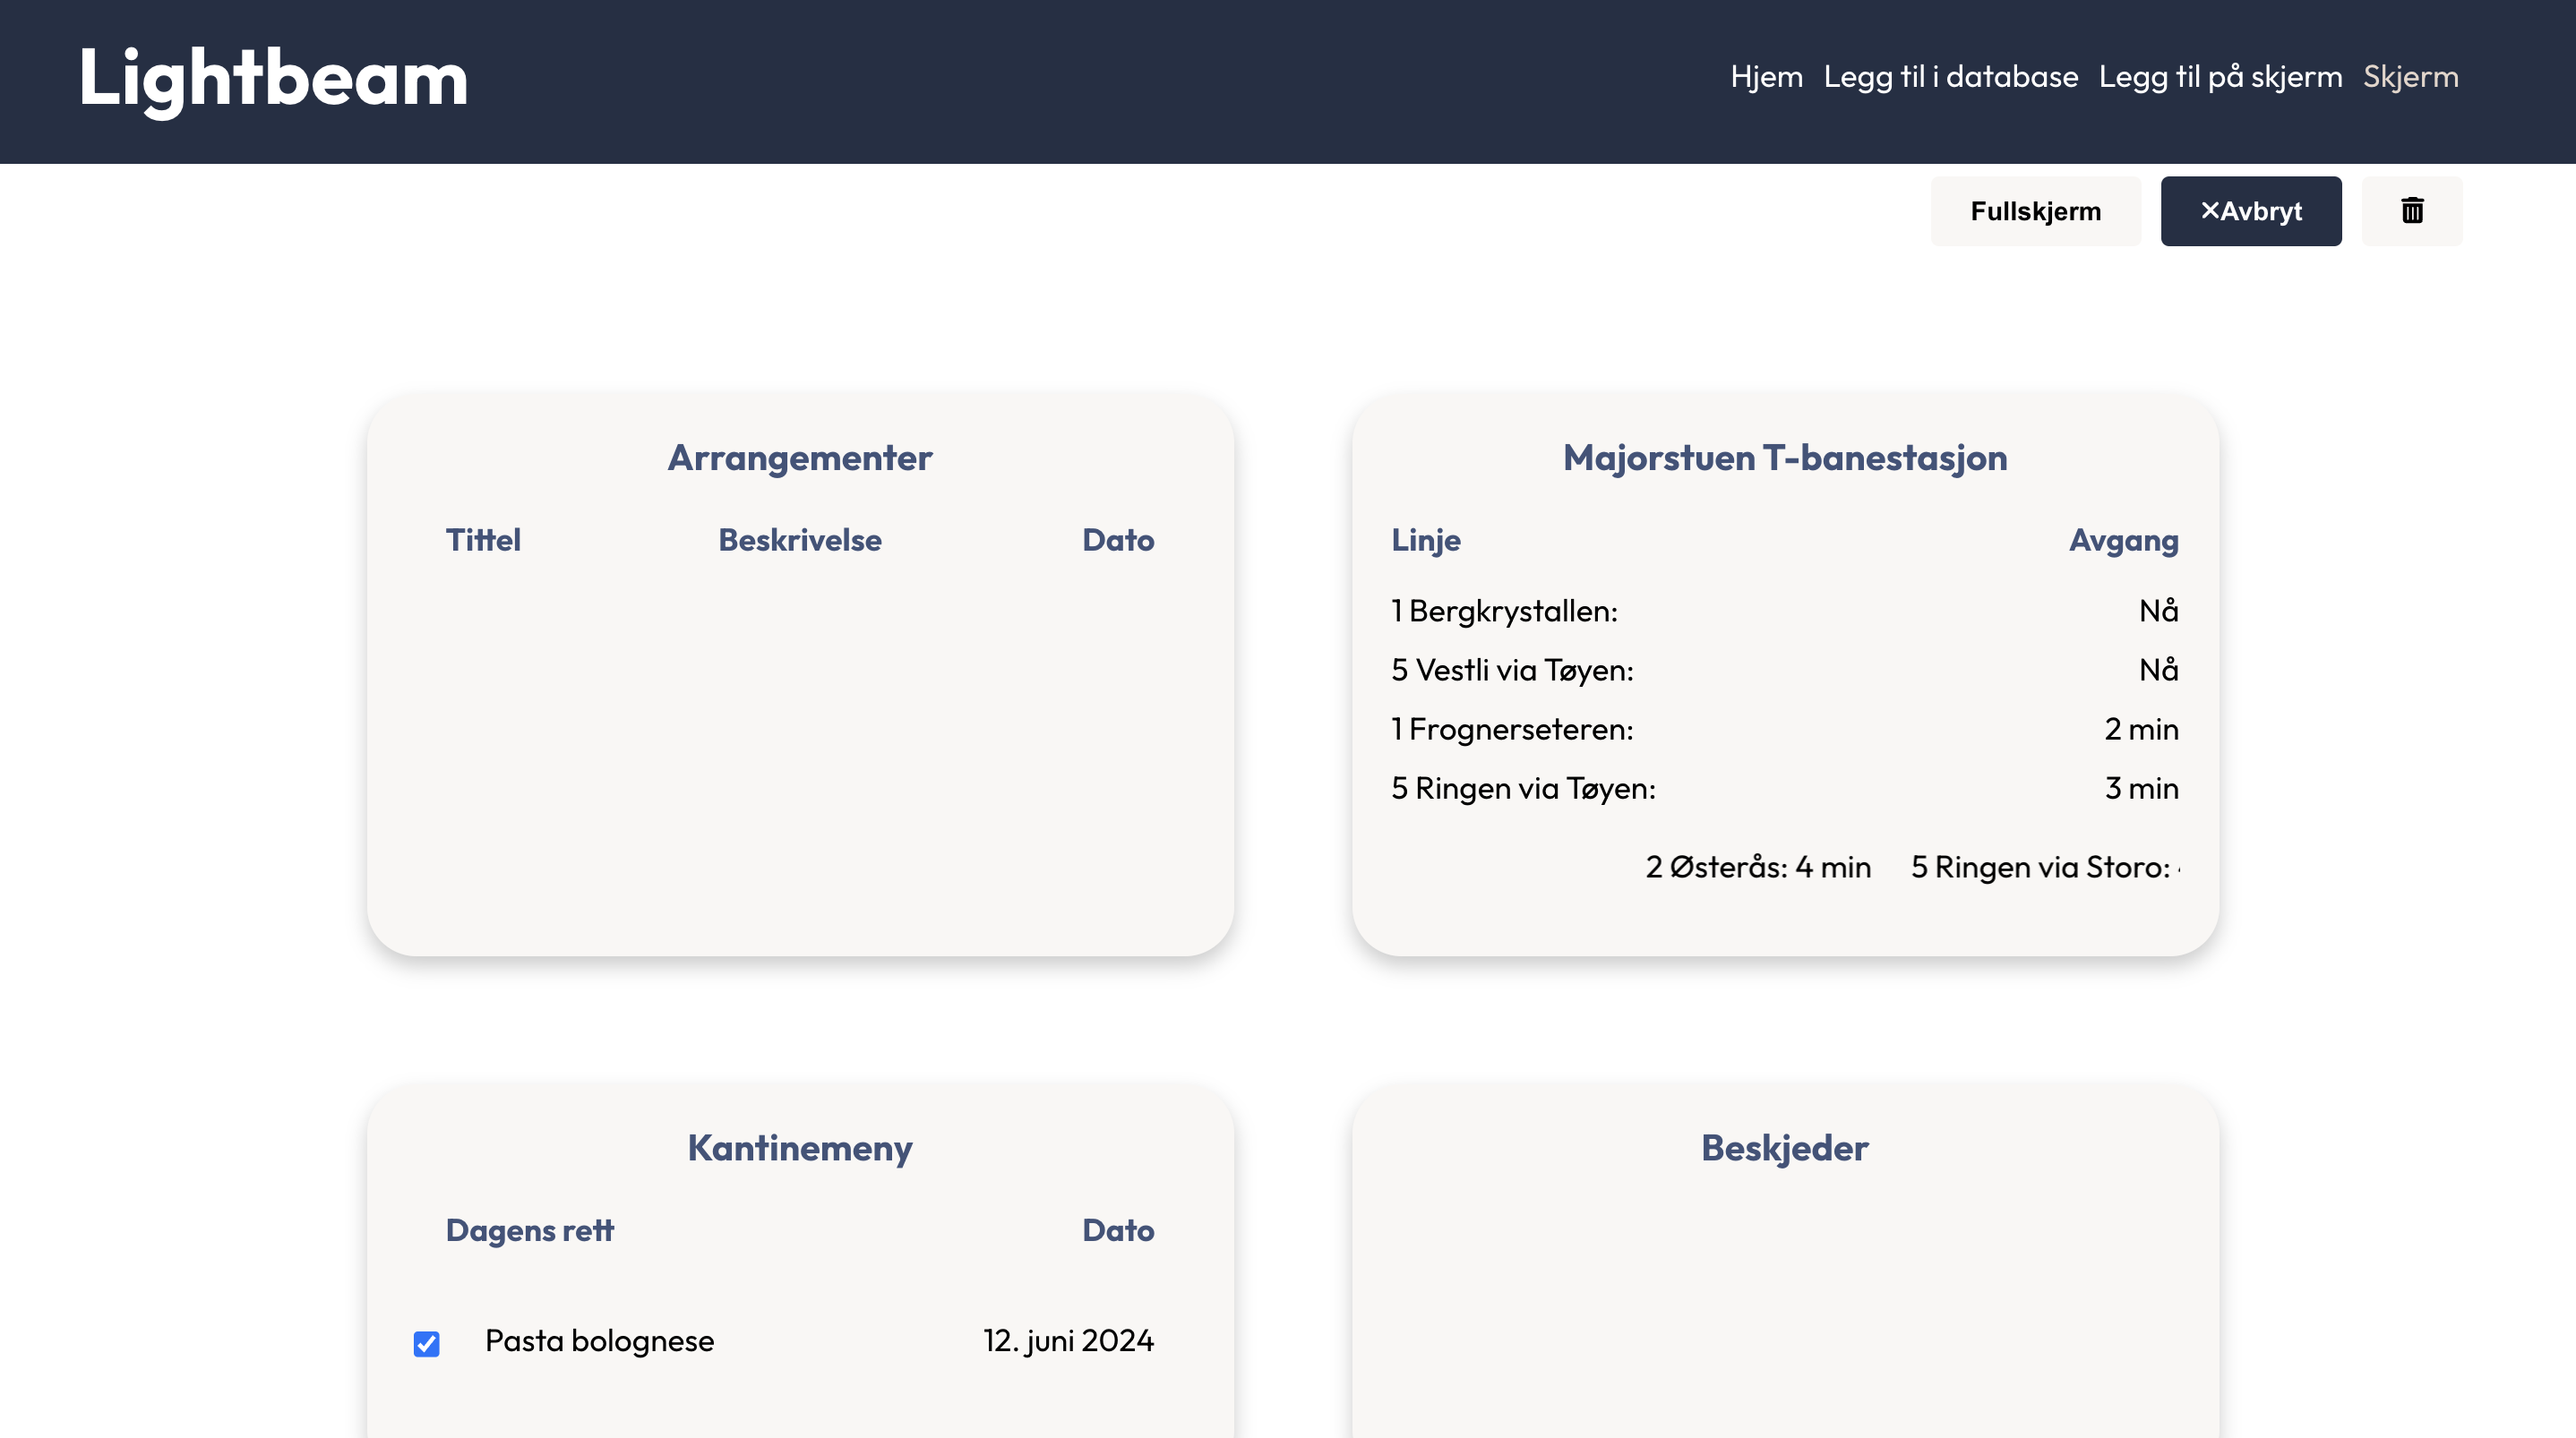 Lightbeam
Hjem Legg til i database Legg til på skjerm Skjerm
Fullskjerm ✕Avbryt
Arrangementer
Tittel Beskrivelse Dato
Majorstuen T-banestasjon
Linje Avgang
1 Bergkrystallen: Nå
5 Vestli via Tøyen: Nå
1 Frognerseteren: 2 min
5 Ringen via Tøyen: 3 min
2 Østerås: 4 min 5 Ringen via Storo:
Kantinemeny
Dagens rett Dato
Pasta bolognese 12. juni 2024
Beskjeder